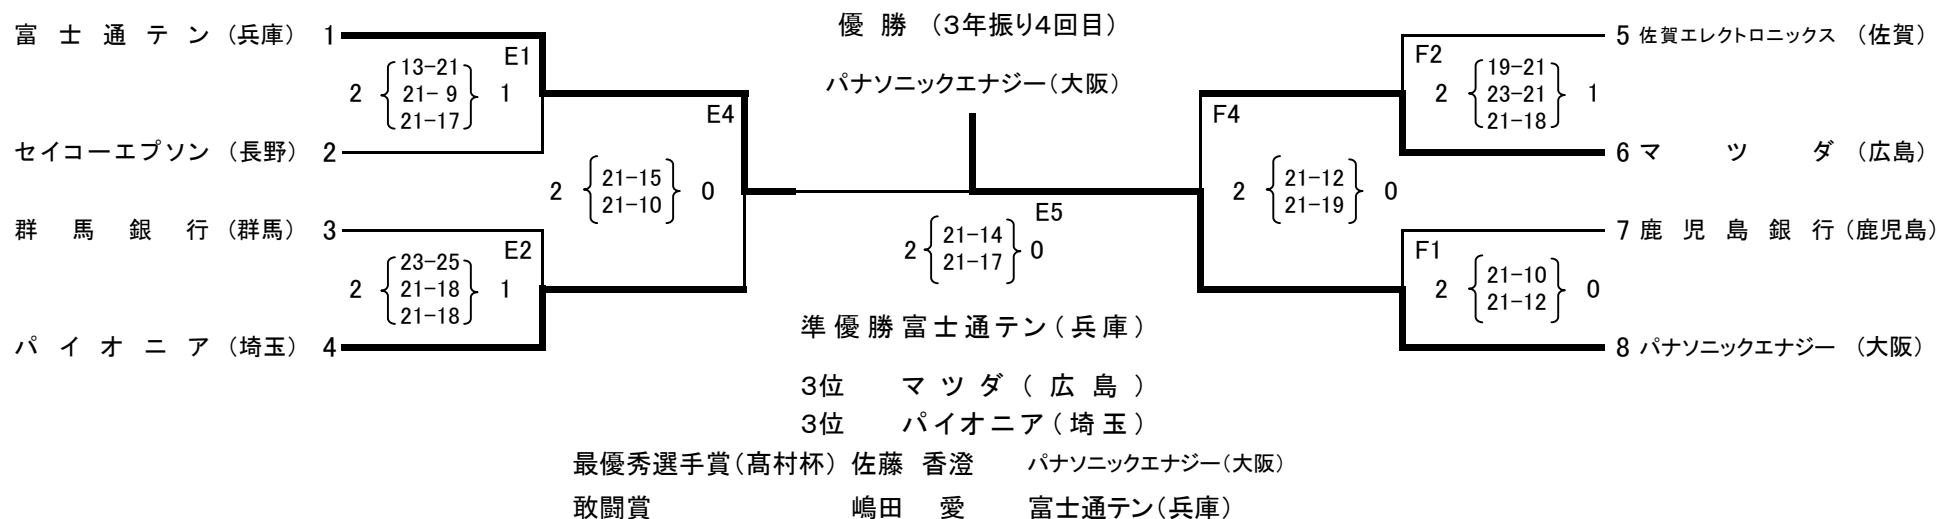 富士通テン (兵庫) 1
E1
2 13-21 1
21- 9
21-17
セイコーエプソン (長野) 2
E4
2 21-15 0
21-10
群馬銀行 (群馬) 3
E2
2 23-25 1
21-18
21-18
パイオニア (埼玉) 4
優勝 (3年振り4回目)
パナソニックエナジー(大阪)
E5
2 21-14 0
21-17
5 佐賀エレクトロニックス (佐賀)
F2
2 19-21 1
23-21
21-18
6 マツダ (広島)
F4
2 21-12 0
21-19
7 鹿児島銀行 (鹿児島)
F1
2 21-10 0
21-12
8 パナソニックエナジー (大阪)
準優勝富士通テン(兵庫)
3位 マツダ(広島)
3位 パイオニア(埼玉)
最優秀選手賞(髙村杯) 佐藤 香澄 パナソニックエナジー(大阪)
敢闘賞 嶋田 愛 富士通テン(兵庫)